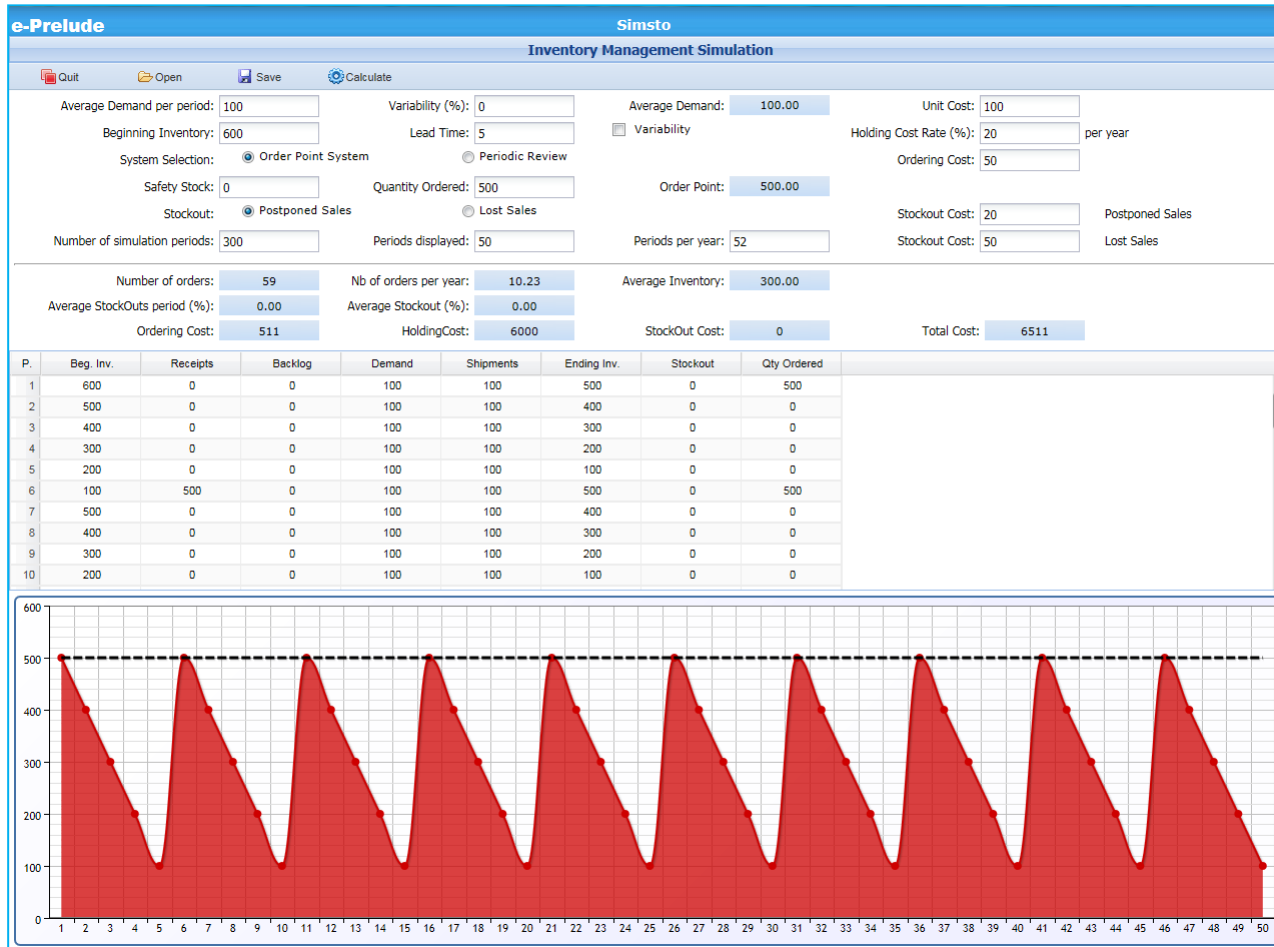 e-Prelude Simsto
Inventory Management Simulation
Quit Open Save Calculate
Average Demand per period: 100 Variability (%): 0 Average Demand: 100.00 Unit Cost: 100
Beginning Inventory: 600 Lead Time: 5 Variability Holding Cost Rate (%): 20 per year
System Selection: Order Point System Periodic Review Ordering Cost: 50
Safety Stock: 0 Quantity Ordered: 500 Order Point: 500.00
Stockout: Postponed Sales Lost Sales Stockout Cost: 20 Postponed Sales
Number of simulation periods: 300 Periods displayed: 50 Periods per year: 52 Stockout Cost: 50 Lost Sales
Number of orders: 59 Nb of orders per year: 10.23 Average Inventory: 300.00
Average StockOuts period (%): 0.00 Average Stockout (%): 0.00
Ordering Cost: 511 HoldingCost: 6000 StockOut Cost: 0 Total Cost: 6511
P. Beg. Inv. Receipts Backlog Demand Shipments Ending Inv. Stockout Qty Ordered
1 600 0 0 100 100 500 0 500
2 500 0 0 100 100 400 0 0
3 400 0 0 100 100 300 0 0
4 300 0 0 100 100 200 0 0
5 200 0 0 100 100 100 0 0
6 100 500 0 100 100 500 0 500
7 500 0 0 100 100 400 0 0
8 400 0 0 100 100 300 0 0
9 300 0 0 100 100 200 0 0
10 200 0 0 100 100 100 0 0
600
500
400
300
200
100
0
1 2 3 4 5 6 7 8 9 10 11 12 13 14 15 16 17 18 19 20 21 22 23 24 25 26 27 28 29 30 31 32 33 34 35 36 37 38 39 40 41 42 43 44 45 46 47 48 49 50